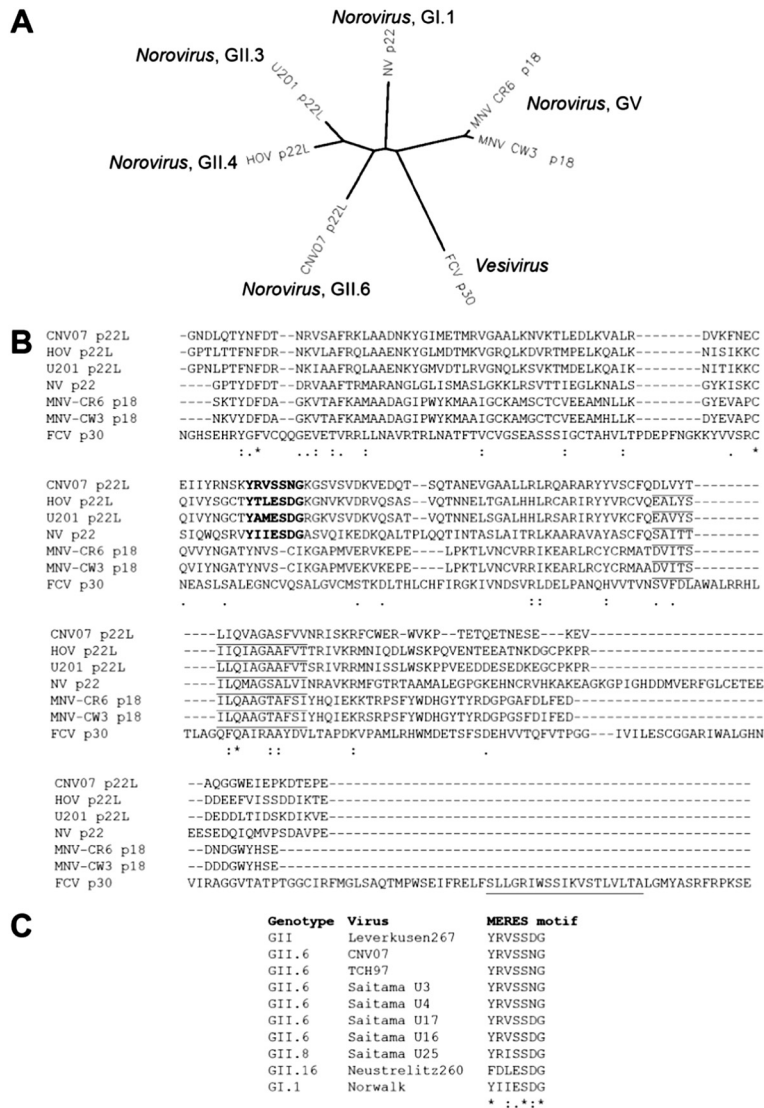 A
Norovirus, GI.1
NV p22
Norovirus, GII.3
U201 p22L
MNV CR6 p18
Norovirus, GV
MNV CW3 p18
Norovirus, GII.4
HOV p22L
CNV07 p22L
Norovirus, GII.6
FCV p30
Vesivirus
B
CNV07 p22L -GNDLQTYNFDT--NRVSAFRKLAADNKYGIMETMRVGAALKNVKTLEDLKVALR--------DVKFNEC
HOV p22L -GPTLTTFNFDT--NKVLAFRQLAAENKYGLMDTMKVGRQLKDVRTMPELKQALK--------NISIKKC
U201 p22L -GPNLPTFNFDT--NKVLAFRQLAAENKYGMVDTLRVGKQLKSVKTMDELKQAIK--------NITIKKC
NV p22 ----GPTYDFDT--DRVAAFTRMARANGLGLISMASLGKKLRSVTTIEGLKNALS--------GYKISKC
MNV-CR6 p18 ----SKTYDFDA--GKVTAFKMAADAGIPWYKMAAIGCKAMGSCTCVEEAMNLLK--------DYEVAPC
MNV-CW3 p18 ----NKVYDFDA--GKVTAFKMAADAGIPWYKMAAIGCKAMGCTCTVEEAMHLLK--------DYEVAPC
FCV p30 NGHSEHRYGFVCQQGEVETVRRLLNAVRTRLNATFTVCVGSEASSSIGCTAHVLTPDEPFNGKKYVVSRC
:.* ..: : : : : . *
CNV07 p22L EIIYRNSKYRVSSNGKGSVSVDKVEDQT--SQTANEVGAALLRLRQARARYYVSCFQDLVYT--------
HOV p22L QIVYSGCTYTLESDGKGNVKVDRVQSAS--VQTNNELTGALHHLRCARIRYYVRCVQEALYS--------
U201 p22L QIVYNGCTYAMESDGRGKVSVDKVQSAT--VQTNNELSGALHHLRSARIRYYVKCFQEAVYS--------
NV p22 SIQWQSRVYIIESDGASVQIKEDKQALTPLQQTINTASLAITRLKAARAVAYASCFQSAITT--------
MNV-CR6 p18 QVVYNGATYNVS-CIKGAPMVERVKEPE----LPKTLVNCVRRIKEARLRCYCRMATDVITS--------
MNV-CW3 p18 QVVYNGATYNVS-CIKGAPMVEKVKEPE----LPKTLVNCVRRIKEARLRCYCRMAADVITS--------
FCV p30 NEASLSALEGNCVQSALGVCMSTKDLTHLCHFIRGKIVNDSVRLDELPANQHVVTVNSVFDLAWALRRHL
. . . . :: : .
CNV07 p22L ----LIQVAGASFVVNRISKRFCWER-WVKP--TETQETNESE---KEV---------------------
HOV p22L ----IIQIAGAAFVTTRIVKRMNIQDLWSKPQVENTEEATNKDGCPKPR---------------------
U201 p22L ----LLQIAGAAFVTSRIVRRMNISSLWSKPPVEEDDESEDKEGCPKPR---------------------
NV p22 ----ILQMAGSALVINRAVKRMFGTRTAAMALEGPGKEHNCRVHKAKEAGKGPIGHDDMVERFGLCETEE
MNV-CR6 p18 ----ILQAAGTAFSIYHQIEKKTRPSFYWDHGYTYRDGPGAFDLFED-----------------------
MNV-CW3 p18 ----ILQAAGTAFSIYHQIEKRSRPSFYWDHGYTYRDGPGSFDIFED-----------------------
FCV p30 TLAGQFQAIRAAYDVLTAPDKVPAMLRHWMDETSFSDEHVVTQFVTPGG---IVILESCGGARIWALGHN
:* :: : .
CNV07 p22L --AQGGWEIEPKDTEPE-----------------------------------------------------
HOV p22L --DDEEFVISSDDIKTE-----------------------------------------------------
U201 p22L --DEDDLTIDSKDIKVE-----------------------------------------------------
NV p22 EESEDQIQMVPSDAVPE-----------------------------------------------------
MNV-CR6 p18 --DNDGWYHSE-----------------------------------------------------------
MNV-CW3 p18 --DDDGWYHSE-----------------------------------------------------------
FCV p30 VIRAGGVTATPTGGCIRFMGLSAQTMPWSEIFRELFSLLGRIWSSIKVSTLVLTALGMYASRFRPKSE
C
Genotype Virus MERES motif
GII Leverkusen267 YRVSSDG
GII.6 CNV07 YRVSSNG
GII.6 TCH97 YRVSSNG
GII.6 Saitama U3 YRVSSNG
GII.6 Saitama U4 YRVSSNG
GII.6 Saitama U17 YRVSSDG
GII.6 Saitama U16 YRVSSDG
GII.8 Saitama U25 YRISSDG
GII.16 Neustrelitz260 FDLESDG
GI.1 Norwalk YIIESDG
* :.*:*